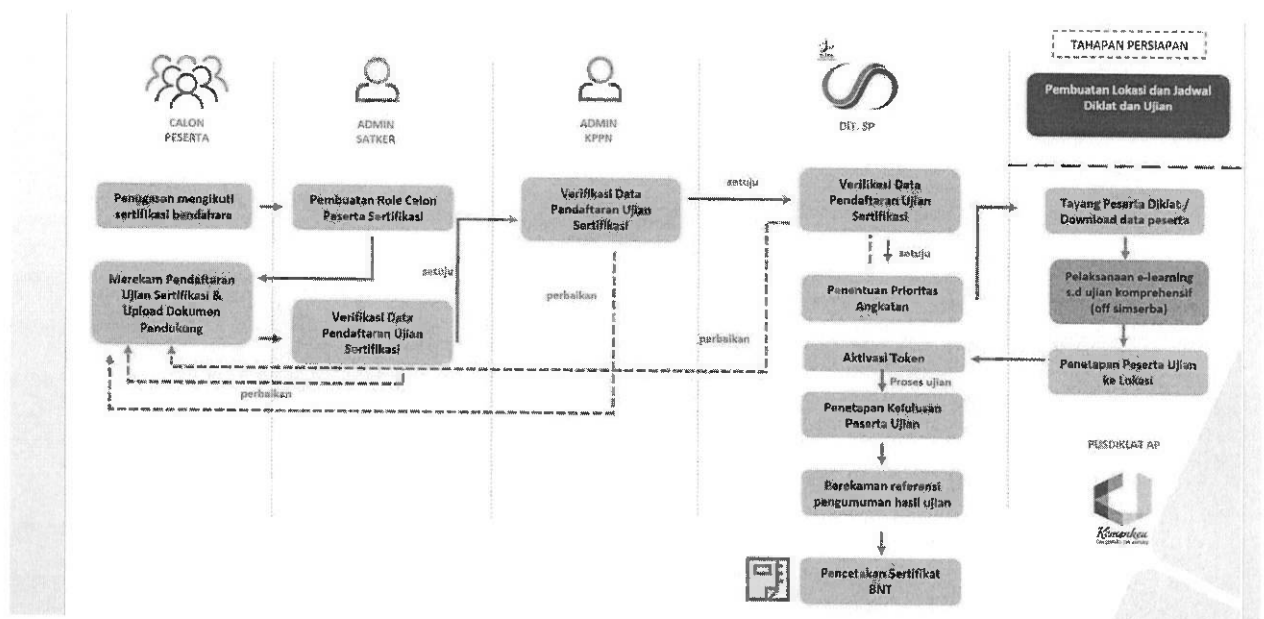 CALON
PESERTA
ADMIN
SATKER
ADMIN
KPPN
DIT. SP
TAHAPAN PERSIAPAN
Pembuatan Lokasi dan Jadwal
Diklat dan Ujian
Penugasan mengikuti
sertifikasi bendahara
Pembuatan Role Calon
Peserta Sertifikasi
Verifikasi Data
Pendaftaran Ujian
Sertifikasi
setuju
Verifikasi Data
Pendaftaran Ujian
Sertifikasi
Tayang Peserta Diklat/
Download data peserta
setuju
Merekam Pendaftaran
Ujian Sertifikasi &
Upload Dokumen
Pendukung
setuju
perbaikan
Verifikasi Data
Pendaftaran Ujian
Sertifikasi
perbaikan
perbaikan
Penentuan Prioritas
Angkatan
Pelaksanaan e-learning
s.d ujian komprehensif
(off simserba)
Aktivasi Token
Penetapan Peserta Ujian
ke Lokasi
Proses ujian
Penetapan Kelulusan
Peserta Ujian
Perekaman referensi
pengumuman hasil ujian
Pencetakan Sertifikat
BNT
PUSDIKLAT AP
Kemenkeu